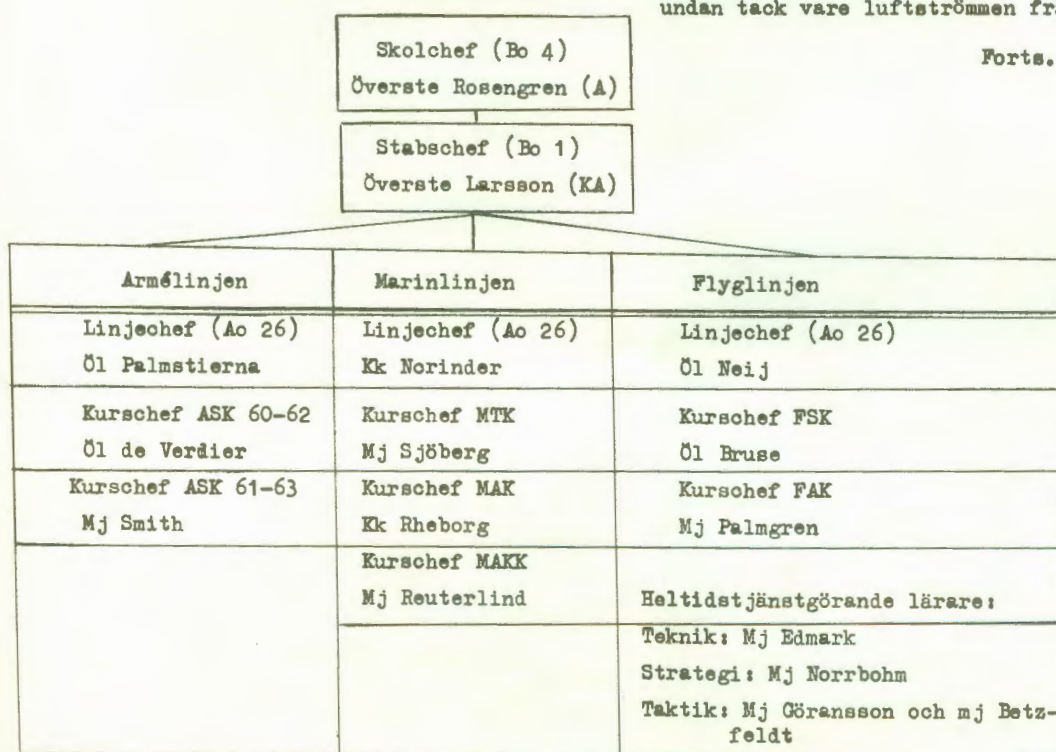 undan tack vare luftströmmen fra
Forts.
Skolchef (Bo 4)
Överste Rosengren (A)
Stabschef (Bo 1)
Överste Larsson (KA)
Armélinjen
Linjechef (Ao 26)
Öl Palmstierna
Kurschef ASK 60-62
Öl de Verdier
Kurschef ASK 61-63
Mj Smith
Marinlinjen
Linjechef (Ao 26)
Kk Norinder
Kurschef MTK
Mj Sjöberg
Kurschef MAK
Kk Rheborg
Kurschef MAKK
Mj Reuterlind
Flyglinjen
Linjechef (Ao 26)
Öl Neij
Kurschef FSK
Öl Bruse
Kurschef FAK
Mj Palmgren
Heltidstjänstgörande lärare:
Teknik: Mj Edmark
Strategi: Mj Norrbohm
Taktik: Mj Göransson och mj Betz-
feldt